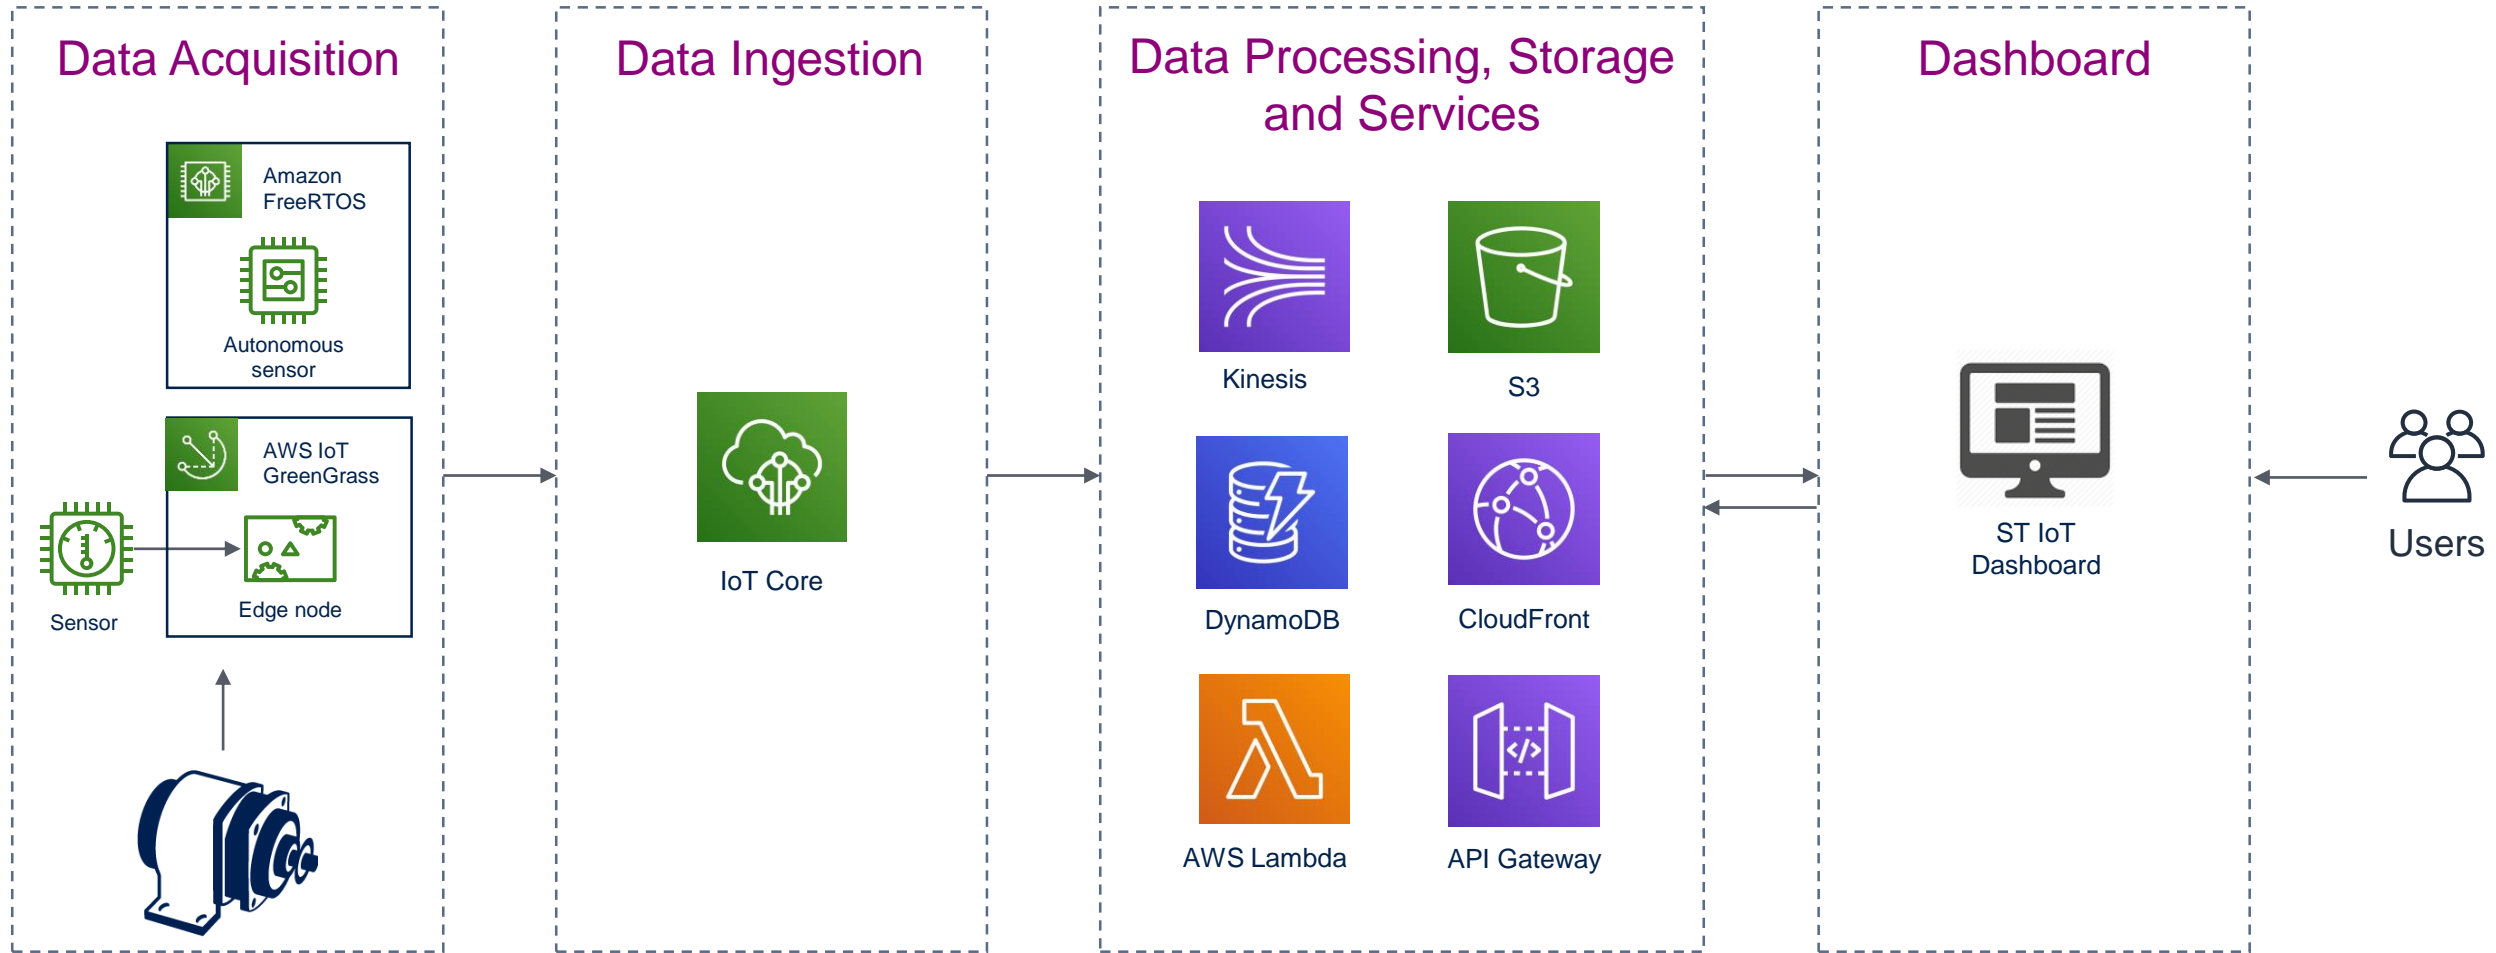 Data Acquisition
Amazon
FreeRTOS
Autonomous
sensor
AWS IoT
GreenGrass
Sensor
Edge node
Data Ingestion
IoT Core
Data Processing, Storage
and Services
Kinesis
S3
DynamoDB
CloudFront
AWS Lambda
API Gateway
Dashboard
ST IoT
Dashboard
Users